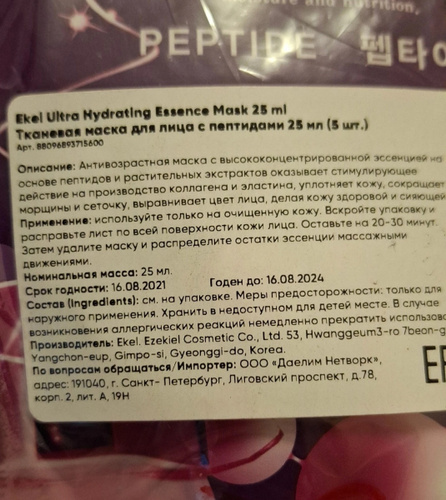 and nutrition,
PEPTIDE 펩타
Ekel Ultra Hydrating Essence Mask 25 ml
Тканевая маска для лица с пептидами 25 мл (5 шт.)
Арт. 8809689371560​0
Описание: Антивозрастная маска с высококонцентрированной эссенцией на
основе пептидов и растительных экстрактов оказывает стимулирующее
действие на производство коллагена и эластина, уплотняет кожу, сокращает
морщины и сеточку, выравнивает цвет лица, делая кожу здоровой и сияющей
Применение: используйте только на очищенную кожу. Вскройте упаковку и
расправьте лист по всей поверхности кожи лица. Оставьте на 20-30 минут.
Затем удалите маску и распределите остатки эссенции массажными
движениями.
Номинальная масса: 25 мл.
Срок годности: 16.08.2021 Годен до: 16.08.2024
Состав (Ingredients): см. на упаковке. Меры предосторожности: только для
наружного применения. Хранить в недоступном для детей месте. В случае
возникновения аллергических реакций немедленно прекратить использов
Производитель: Ekel. Ezekiel Cosmetic Co., Ltd. 53, Hwanggeum3-ro 7beon-g
Yangchon-eup, Gimpo-si, Gyeonggi-do, Korea.
По вопросам обращаться/Импортер: ООО «Даелим Нетворк»,
адрес: 191040, г. Санкт- Петербург, Лиговский проспект, д.78,
корп. 2, лит. А, 19Н